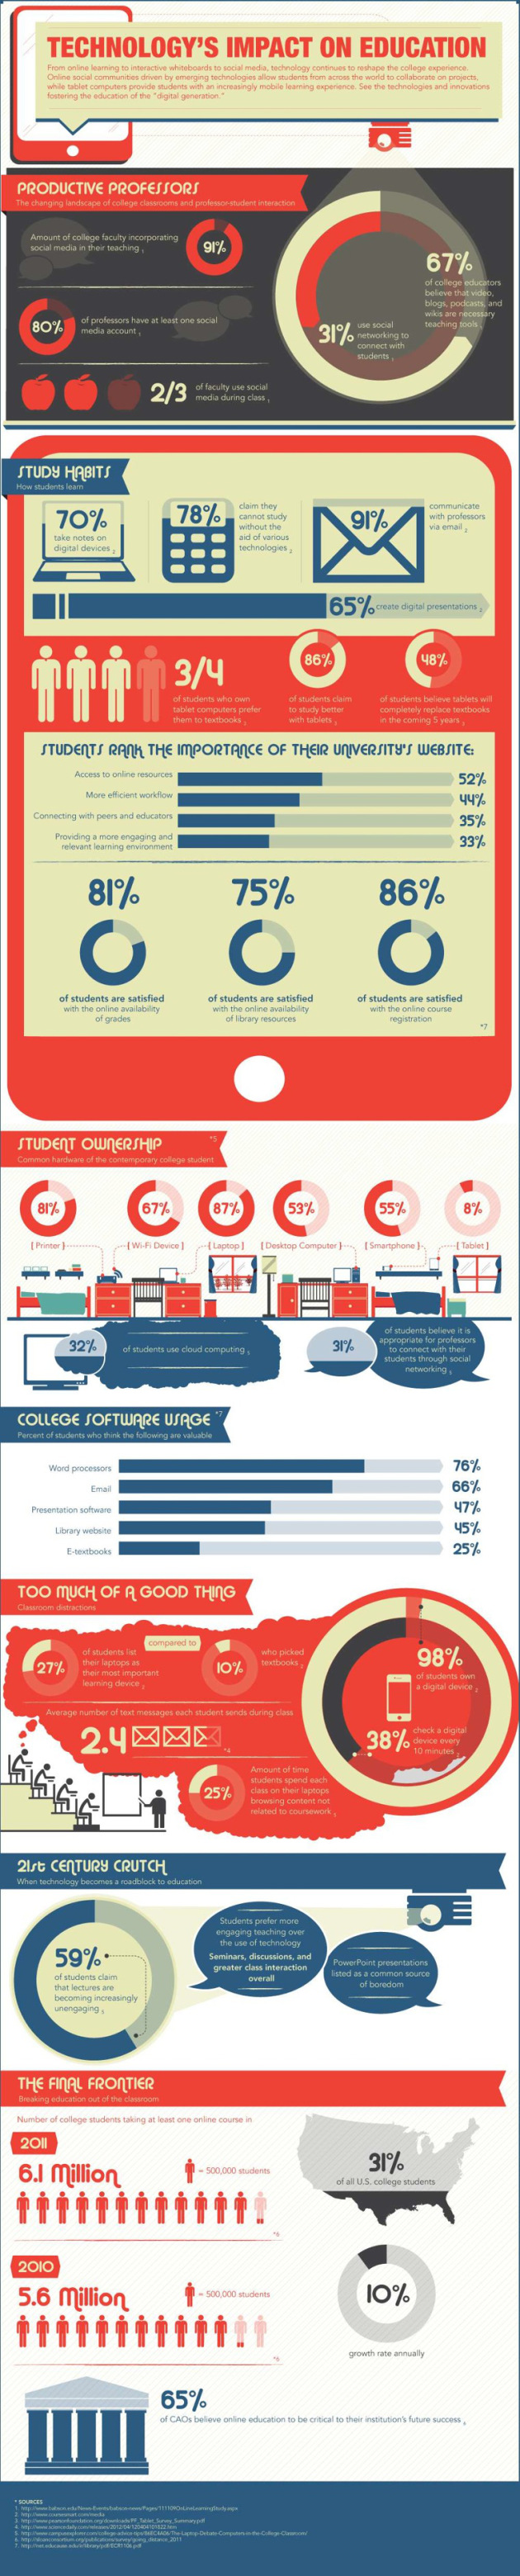 TECHNOLOGY'S IMPACT ON EDUCATION
From online learning to interactive whiteboards to social media, technology continues to reshape the college experience.
Online social communities driven by emerging technologies allow students from across the world to collaborate on projects,
while tablet computers provide students with an increasingly mobile learning experience. See the technologies and innovations
fostering the education of the "digital generation."
PRODUCTIVE PROFESSORS
The changing landscape of college classrooms and professor-student interaction
Amount of college faculty incorporating
social media in their teaching 1
91%
80%
of professors have at least one social
media account 1
2/3
of faculty use social
media during class 1
67%
of college educators
believe that video,
blogs, podcasts, and
wikis are necessary
teaching tools
31%
use social
networking to
connect with
students
STUDY HABITS
How students learn
70%
take notes on
digital devices 2
78%
claim they
cannot study
without the
aid of various
technologies 2
91%
communicate
with professors
via email 2
65% create digital presentations 2
3/4
of students who own
tablet computers prefer
them to textbooks 3
86%
of students claim
to study better
with tablets 3
48%
of students believe tablets will
completely replace textbooks
in the coming 5 years 3
STUDENTS RANK THE IMPORTANCE OF THEIR UNIVERSITY'S WEBSITE:
Access to online resources
52%
More efficient workflow
44%
Connecting with peers and educators
35%
Providing a more engaging and
relevant learning environment
33%
81%
of students are satisfied
with the online availability
of grades
75%
of students are satisfied
with the online availability
of library resources
86%
of students are satisfied
with the online course
registration
*7
STUDENT OWNERSHIP *5
Common hardware of the contemporary college student
81%
[ Printer ]
67%
[ Wi-Fi Device ]
87%
[ Laptop ]
53%
[ Desktop Computer ]
55%
[ Smartphone ]
8%
[ Tablet ]
32%
of students use cloud computing
31%
of students believe it is
appropriate for professors
to connect with their
students through social
networking
COLLEGE SOFTWARE USAGE *7
Percent of students who think the following are valuable
Word processors
76%
Email
66%
Presentation software
47%
Library website
45%
E-textbooks
25%
TOO MUCH OF A GOOD THING
Classroom distractions
27%
of students list
their laptops as
their most important
learning device 2
compared to
10%
who picked
textbooks 2
Average number of text messages each student sends during class
2.4
*4
25%
Amount of time
students spend each
class on their laptops
browsing content not
related to coursework
98%
of students own
a digital device 2
38%
check a digital
device every
10 minutes 2
21st CENTURY CRUTCH
When technology becomes a roadblock to education
59%
of students claim
that lectures are
becoming increasingly
unengaging
Students prefer more
engaging teaching over
the use of technology
Seminars, discussions, and
greater class interaction
overall
PowerPoint presentations
listed as a common source
of boredom
THE FINAL FRONTIER
Breaking education out of the classroom
Number of college students taking at least one online course in
2011
6.1 Million
= 500,000 students
*6
31%
of all U.S. college students
2010
5.6 Million
= 500,000 students
*6
10%
growth rate annually
65%
of CAOs believe online education to be critical to their institution's future success
* SOURCES